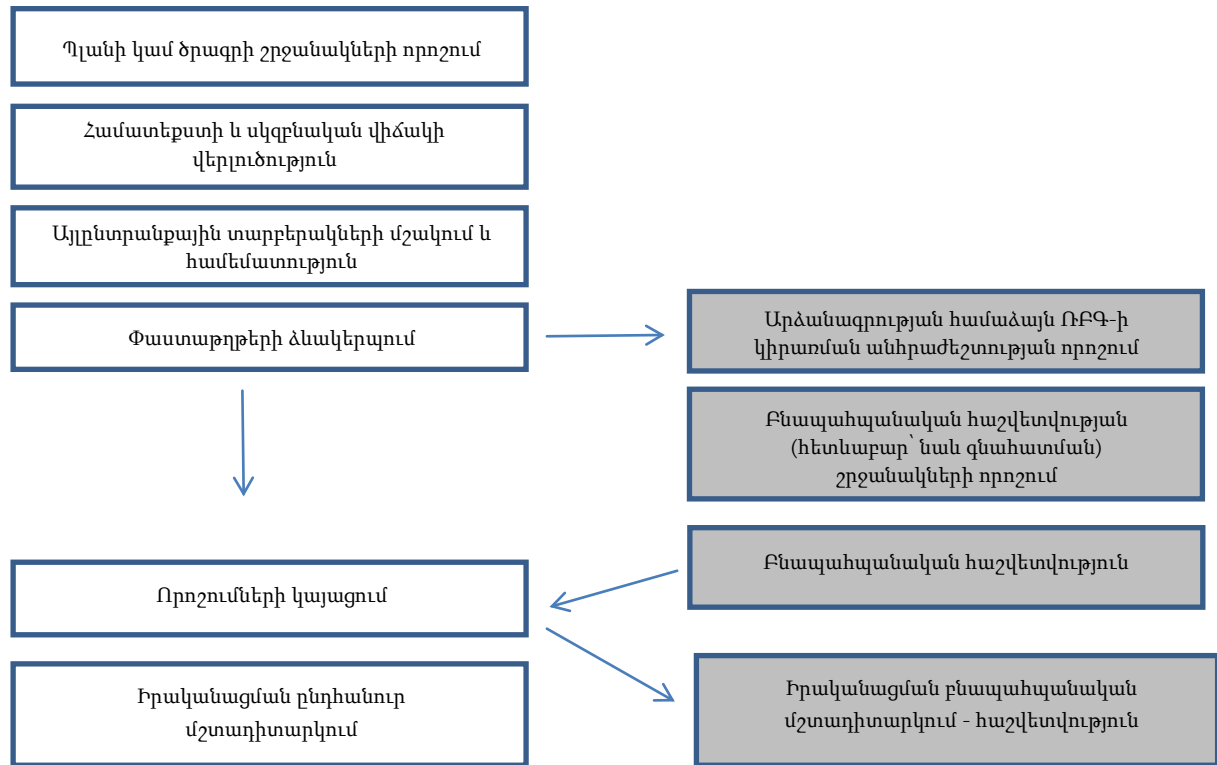 Պլանի կամ ծրագրի շրջանակների որոշում
Համատեքստի և սկզբնական վիճակի
վերլուծություն
Այլընտրանքային տարբերակների մշակում և
համեմատություն
Փաստաթղթերի ձևակերպում
Արձանագրության համաձայն ՌԲԳ-ի
կիրառման անհրաժեշտության որոշում
Բնապահպանական հաշվետվության
(հետևաբար՝ նաև գնահատման)
շրջանակների որոշում
Բնապահպանական հաշվետվություն
Որոշումների կայացում
Իրականացման ընդհանուր
մշտադիտարկում
Իրականացման բնապահպանական
մշտադիտարկում - հաշվետվություն